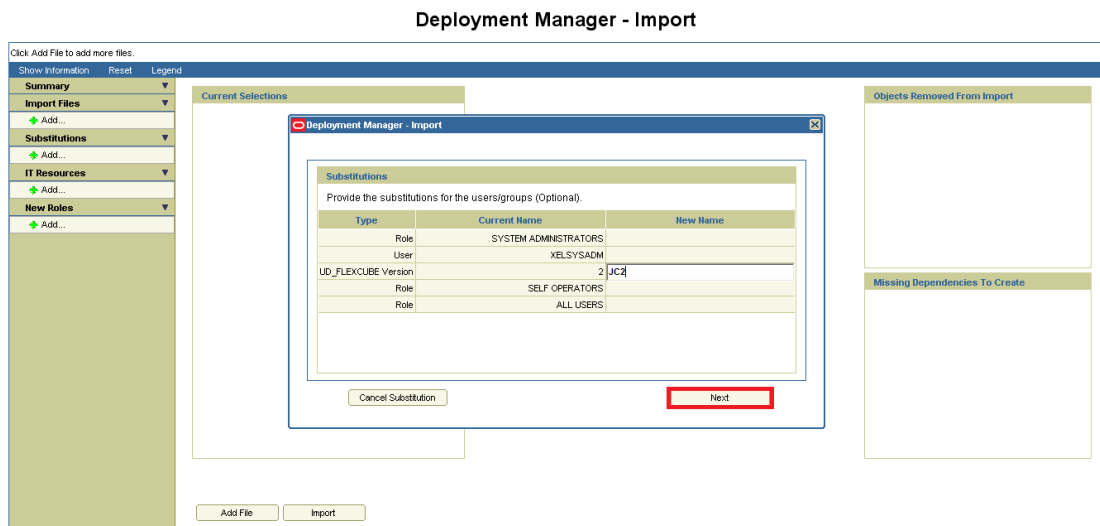 Deployment Manager - Import
Click Add File to add more files.
Show Information Reset Legend
Summary
Import Files
Add...
Substitutions
Add...
IT Resources
Add...
New Roles
Add...
Current Selections
Objects Removed From Import
Missing Dependencies To Create
Deployment Manager - Import
Substitutions
Provide the substitutions for the users/groups (Optional).
Type Current Name New Name
Role SYSTEM ADMINISTRATORS
User XELSYSADM
UD_FLEXCUBE Version 2 JC2
Role SELF OPERATORS
Role ALL USERS
Cancel Substitution Next
Add File Import